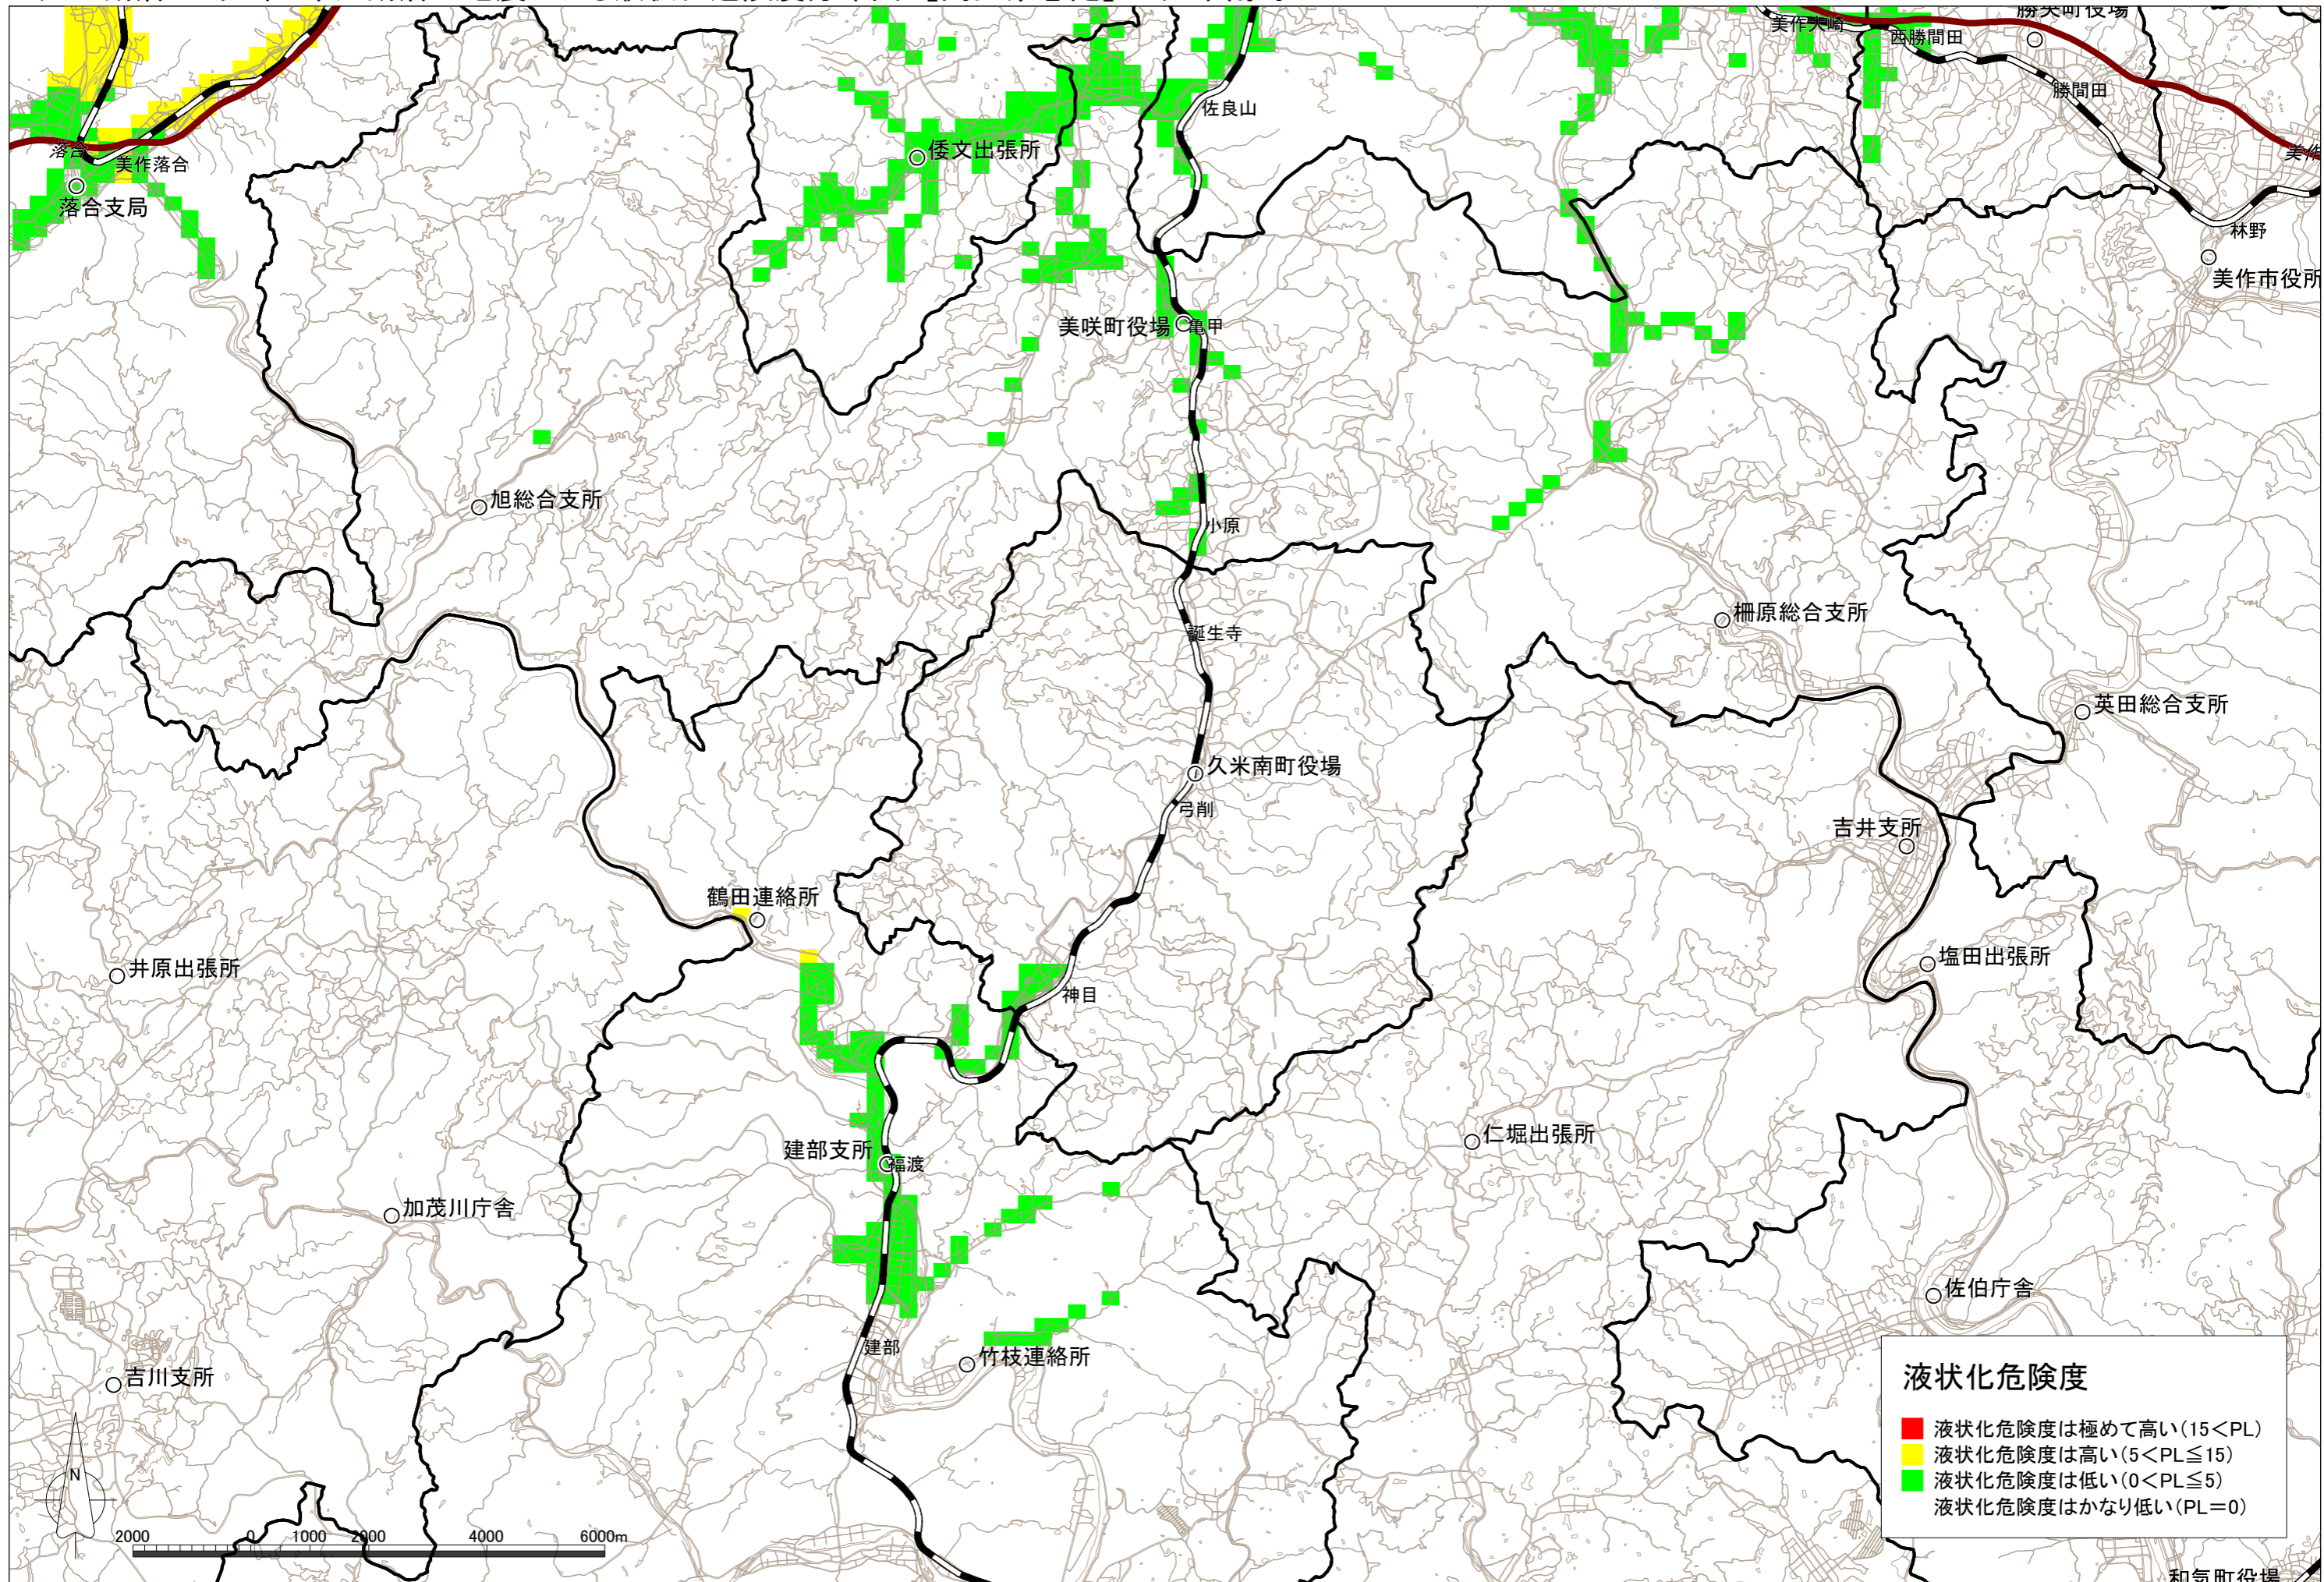 勝央町役場
美作大崎
西勝間田
勝間田
佐良山
倭文出張所
落合
美作落合
美作
落合支局
林野
美作市役所
美咲町役場
亀甲
旭総合支所
小原
柵原総合支所
誕生寺
英田総合支所
久米南町役場
弓削
吉井支所
鶴田連絡所
井原出張所
塩田出張所
神目
仁堀出張所
建部支所
福渡
加茂川庁舎
佐伯庁舎
建部
竹枝連絡所
吉川支所
液状化危険度
液状化危険度は極めて高い(15<PL)
液状化危険度は高い(5<PL≦15)
液状化危険度は低い(0<PL≦5)
液状化危険度はかなり低い(PL=0)
N
2000 0 1000 2000 4000 6000m
和気町役場